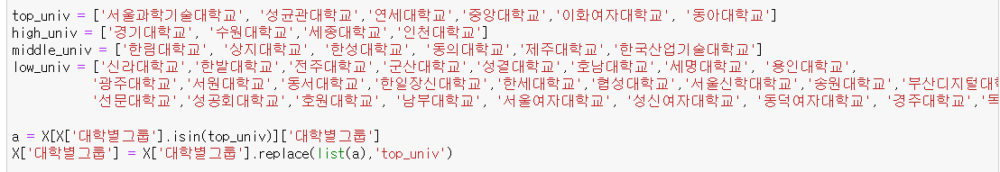 top_univ = ['서울과학기술대학교', '성균관대학교','연세대학교','중앙대학교','이화여자대학교', '동아대학교']
high_univ = ['경기대학교', '수원대학교','세종대학교','인천대학교']
middle_univ = ['한림대학교', '상지대학교', '한성대학교', '동의대학교','제주대학교','한국산업기술대학교']
low_univ = ['신라대학교','한밭대학교','전주대학교','군산대학교','성결대학교','호남대학교','세명대학교', '용인대학교',
'광주대학교','서원대학교','동서대학교','한일장신대학교','한세대학교','협성대학교','서울신학대학교','송원대학교','부산디지털대학
'선문대학교','성공회대학교','호원대학교', '남부대학교', '서울여자대학교', '성신여자대학교', '동덕여자대학교', '경주대학교',
a = X[X['대학별그룹'].isin(top_univ)]['대학별그룹']
X['대학별그룹'] = X['대학별그룹'].replace(list(a),'top_univ')